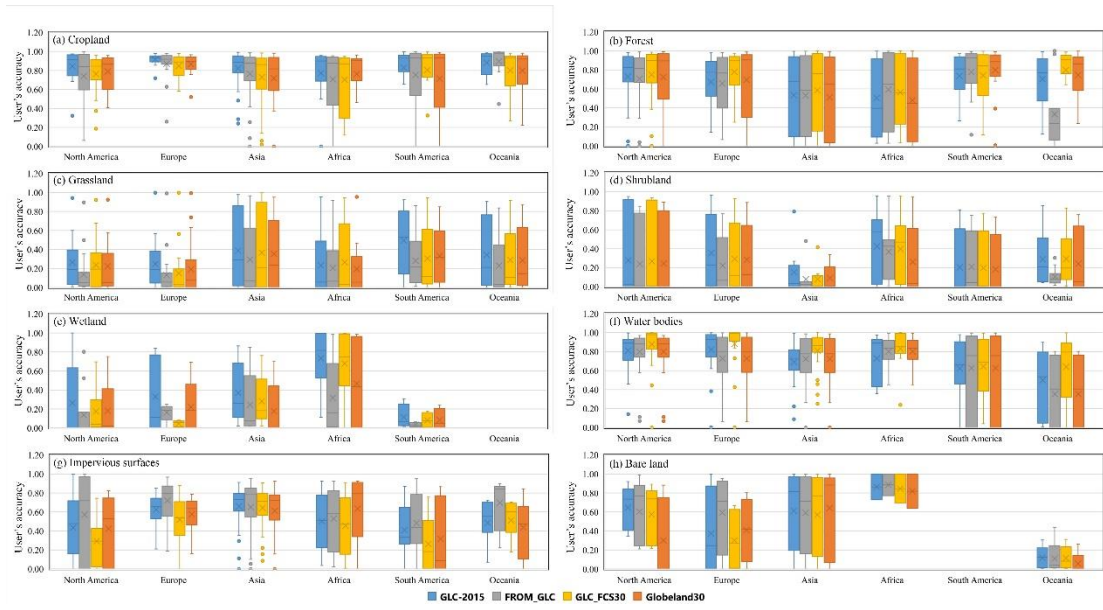 (a) Cropland
User's accuracy
1.20
1.00
0.80
0.60
0.40
0.20
0.00
North America Europe Asia Africa South America Oceania
(b) Forest
User's accuracy
1.20
1.00
0.80
0.60
0.40
0.20
0.00
North America Europe Asia Africa South America Oceania
(c) Grassland
User's accuracy
1.20
1.00
0.80
0.60
0.40
0.20
0.00
North America Europe Asia Africa South America Oceania
(d) Shrubland
User's accuracy
1.20
1.00
0.80
0.60
0.40
0.20
0.00
North America Europe Asia Africa South America Oceania
(e) Wetland
User's accuracy
1.20
1.00
0.80
0.60
0.40
0.20
0.00
North America Europe Asia Africa South America Oceania
(f) Water bodies
User's accuracy
1.20
1.00
0.80
0.60
0.40
0.20
0.00
North America Europe Asia Africa South America Oceania
(g) Impervious surfaces
User's accuracy
1.20
1.00
0.80
0.60
0.40
0.20
0.00
North America Europe Asia Africa South America Oceania
(h) Bare land
User's accuracy
1.20
1.00
0.80
0.60
0.40
0.20
0.00
North America Europe Asia Africa South America Oceania
GLC-2015 FROM_GLC GLC_FCS30 Globeland30